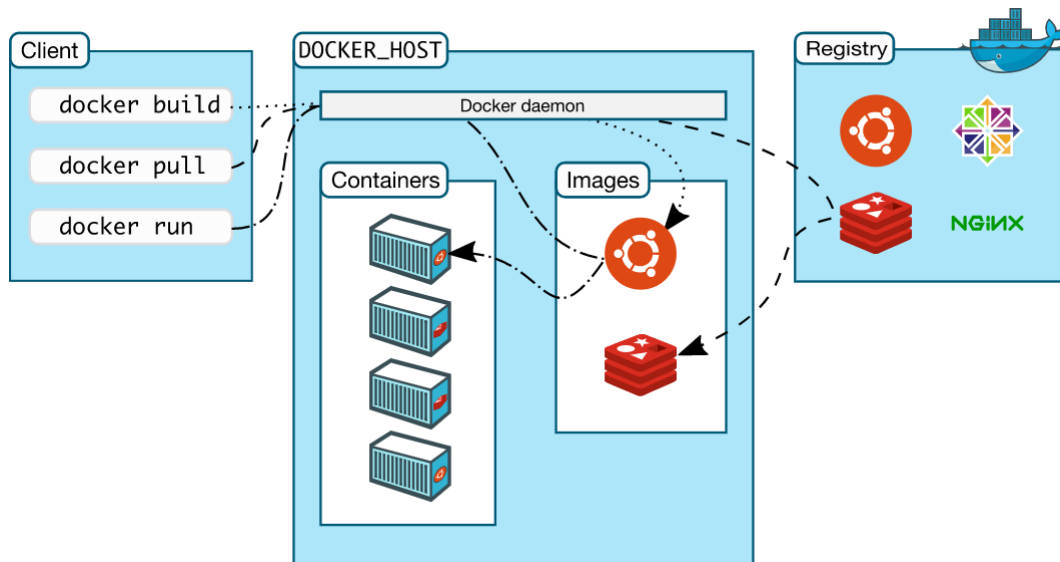 Client
docker build
docker pull
docker run
DOCKER_HOST
Docker daemon
Containers
Images
Registry
NGiNX